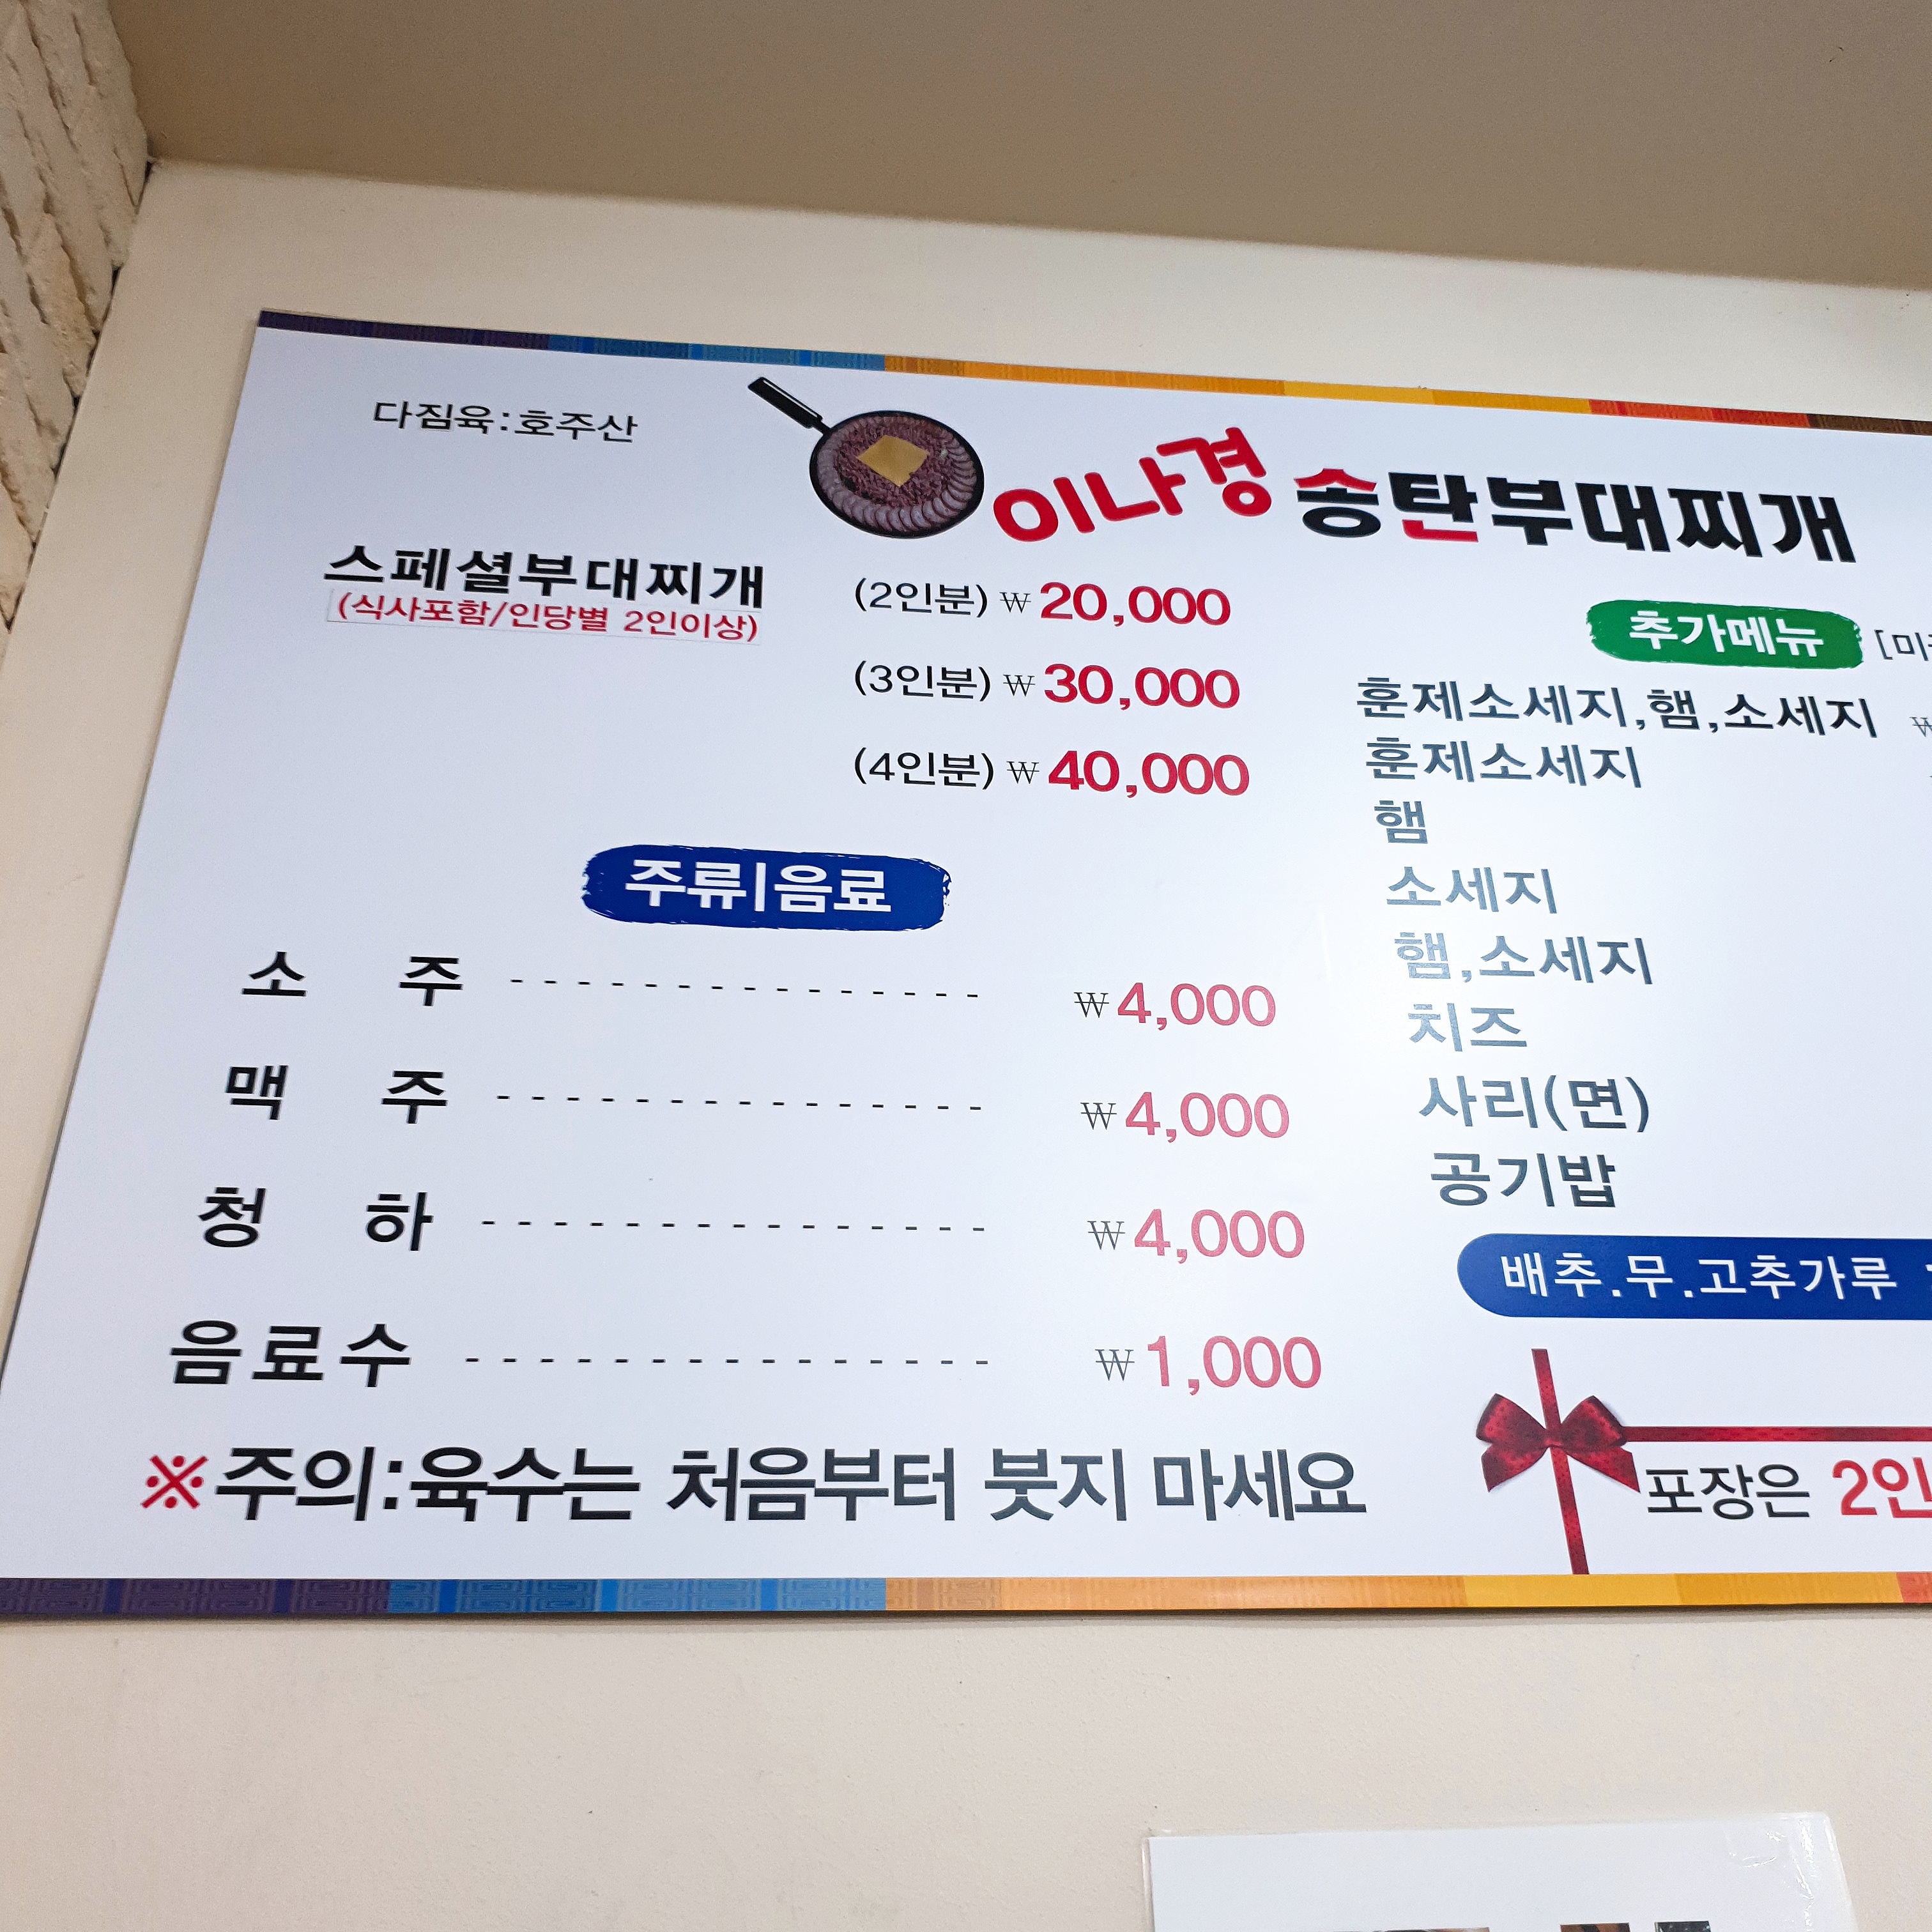 다짐육:호주산
이나경 송탄부대찌개
스페셜부대찌개
(식사포함/인당별 2인이상)
(2인분) ₩ 20,000
(3인분) ₩ 30,000
(4인분) ₩ 40,000
주류|음료
소 주 --------------- ₩4,000
맥 주 --------------- ₩4,000
청 하 --------------- ₩4,000
음료수 --------------- ₩1,000
※주의:육수는 처음부터 붓지 마세요
추가메뉴
훈제소세지,햄,소세지 ₩
훈제소세지
햄
소세지
햄,소세지
치즈
사리(면)
공기밥
배추.무.고추가루
포장은 2인